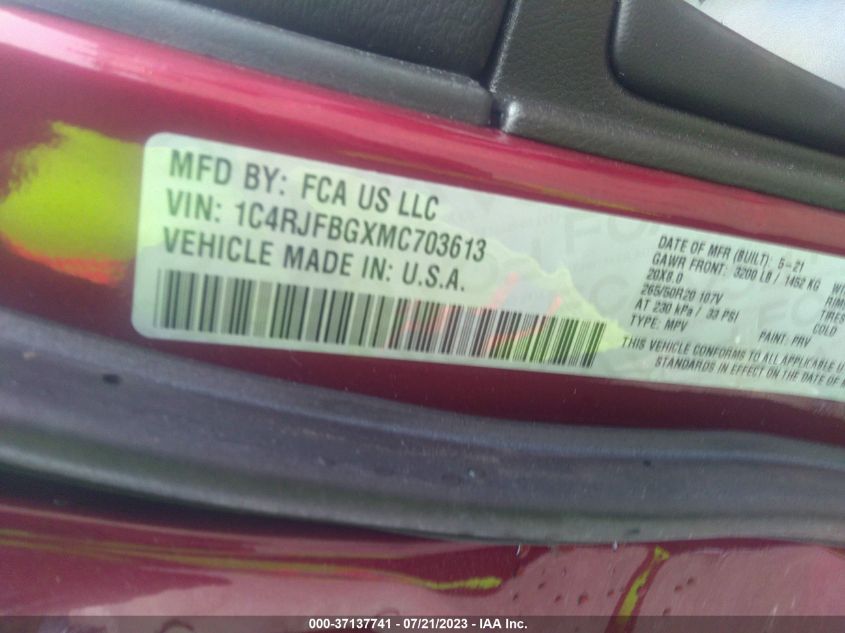 MFD BY: FCA US LLC
VIN: 1C4RJFBGXMC703613
VEHICLE MADE IN: U.S.A.
DATE OF MFR (BUILT): 5-21
GAWR FRONT: 3200 LB / 1452 KG WI
20X8.0 RIM
265/50R20 107V TIRES
AT 230 kPa / 33 PSI COLD
TYPE: MPV PAINT: PRV
THIS VEHICLE CONFORMS TO ALL APPLICABLE U
STANDARDS IN EFFECT ON THE DATE OF M
000-37137741 - 07/21/2023 - IAA Inc.